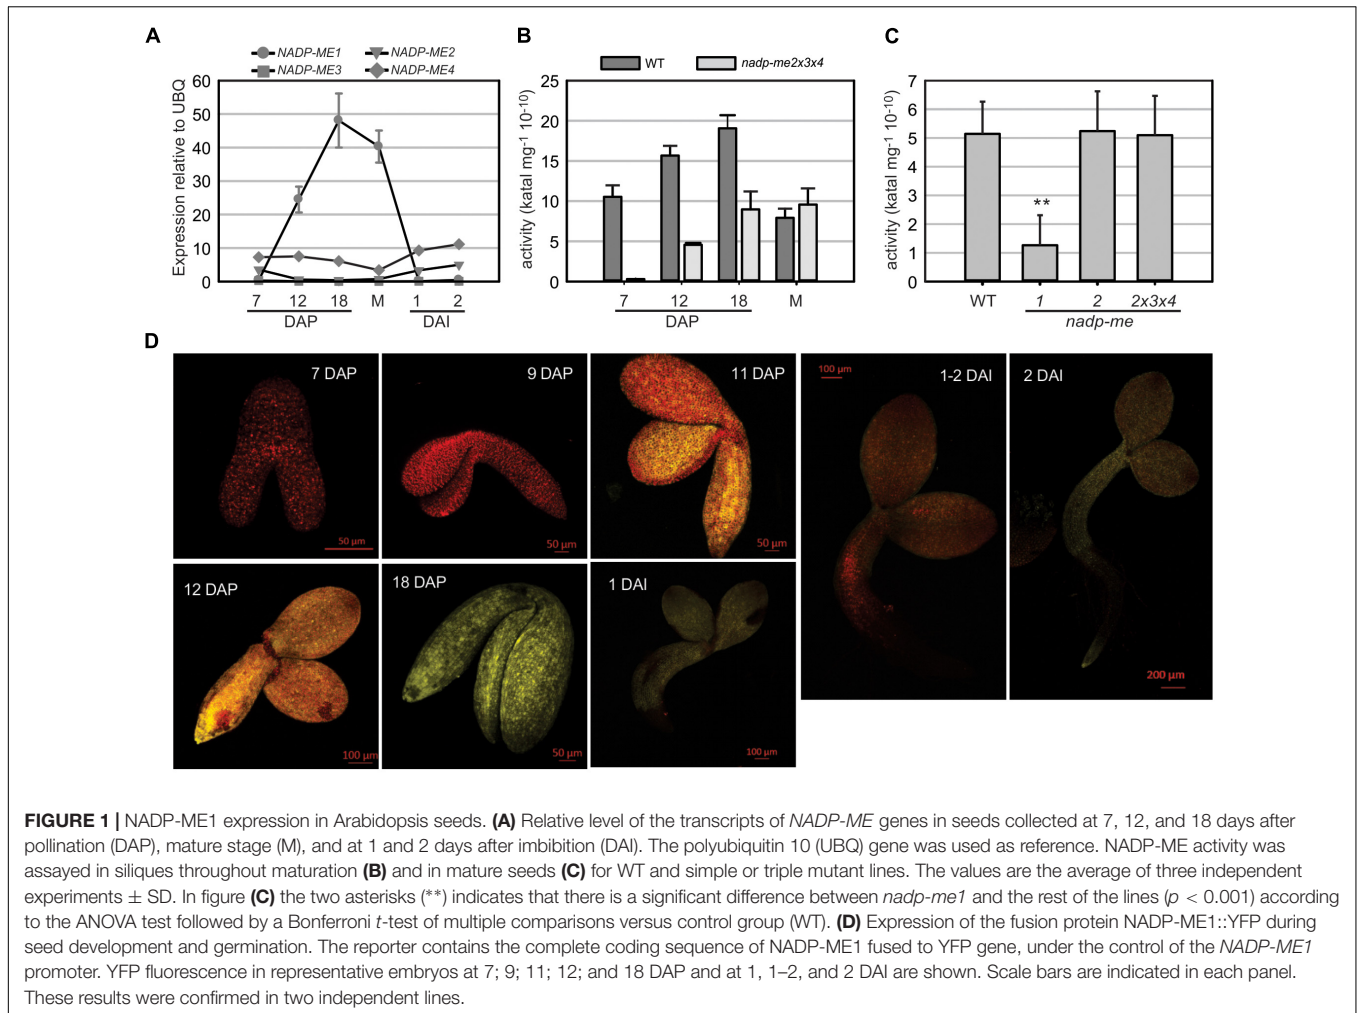 A
NADP-ME1 NADP-ME2
NADP-ME3 NADP-ME4
Expression relative to UBQ
60
50
40
30
20
10
0
7 12 18 M 1 2
DAP DAI
B
WT nadp-me2x3x4
activity (katal mg-1 10-10)
25
20
15
10
5
0
7 12 18 M
DAP
C
activity (katal mg-1 10-10)
7
6
5
4
3
2
1
0
**
WT 1 2 2x3x4
nadp-me
D
7 DAP
50 µm
9 DAP
50 µm
11 DAP
50 µm
100 µm
1-2 DAI
2 DAI
200 µm
12 DAP
100 µm
18 DAP
50 µm
1 DAI
100 µm
FIGURE 1 | NADP-ME1 expression in Arabidopsis seeds. (A) Relative level of the transcripts of NADP-ME genes in seeds collected at 7, 12, and 18 days after
pollination (DAP), mature stage (M), and at 1 and 2 days after imbibition (DAI). The polyubiquitin 10 (UBQ) gene was used as reference. NADP-ME activity was
assayed in siliques throughout maturation (B) and in mature seeds (C) for WT and simple or triple mutant lines. The values are the average of three independent
experiments ± SD. In figure (C) the two asterisks (**) indicates that there is a significant difference between nadp-me1 and the rest of the lines (p < 0.001) according
to the ANOVA test followed by a Bonferroni t-test of multiple comparisons versus control group (WT). (D) Expression of the fusion protein NADP-ME1::YFP during
seed development and germination. The reporter contains the complete coding sequence of NADP-ME1 fused to YFP gene, under the control of the NADP-ME1
promoter. YFP fluorescence in representative embryos at 7; 9; 11; 12; and 18 DAP and at 1, 1–2, and 2 DAI are shown. Scale bars are indicated in each panel.
These results were confirmed in two independent lines.